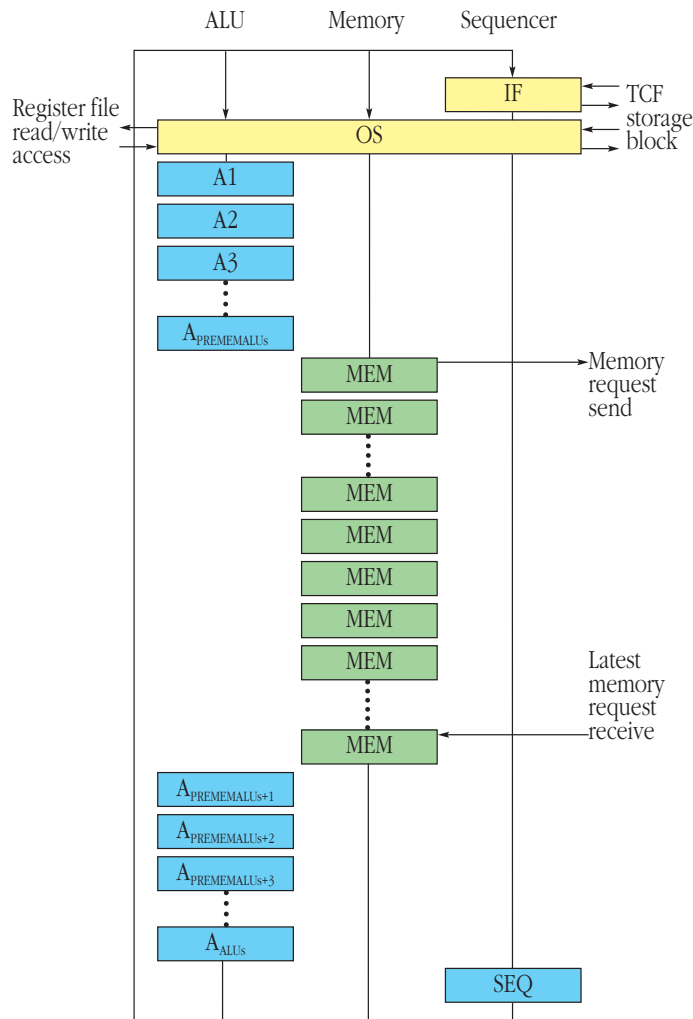 ALU Memory Sequencer
IF
Register file
read/write
access
TCF
storage
block
OS
A1
A2
A3
APREMEMALUs
MEM
Memory
request
send
MEM
MEM
MEM
MEM
MEM
MEM
Latest
memory
request
receive
MEM
APREMEMALUs+1
APREMEMALUs+2
APREMEMALUs+3
AALUs
SEQ